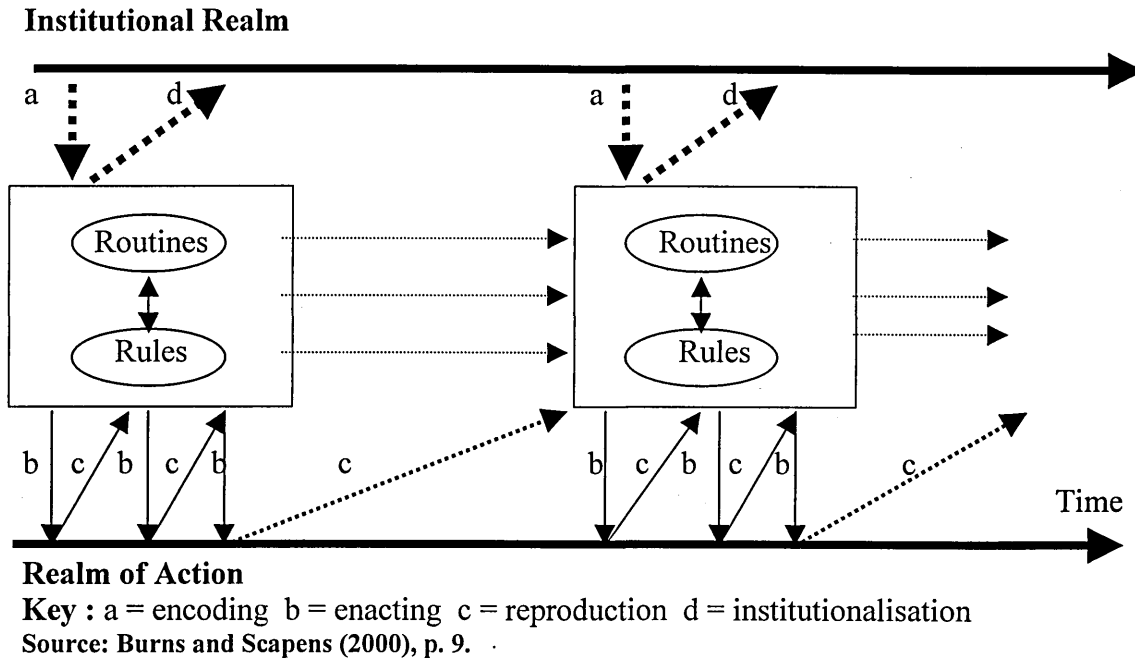 Institutional Realm
a d a d
Routines Routines
Rules Rules
b c b c b c b c b c b c
Time
Realm of Action
Key : a = encoding b = enacting c = reproduction d = institutionalisation
Source: Burns and Scapens (2000), p. 9.